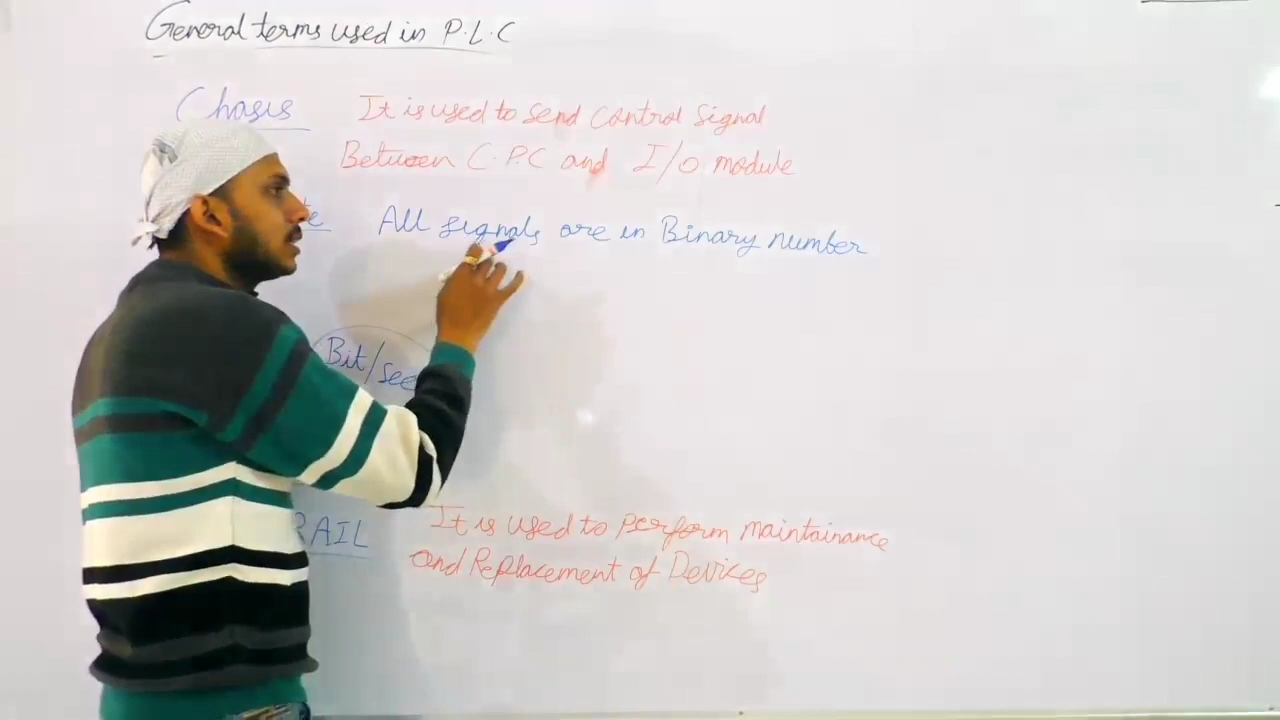 General terms used in P.L.C
Chasis
It is used to send control signal
Between C.P.C and I/O module
All signals are in Binary number
Bit/sec
RAIL
It is used to perform maintainance
and Replacement of Devices